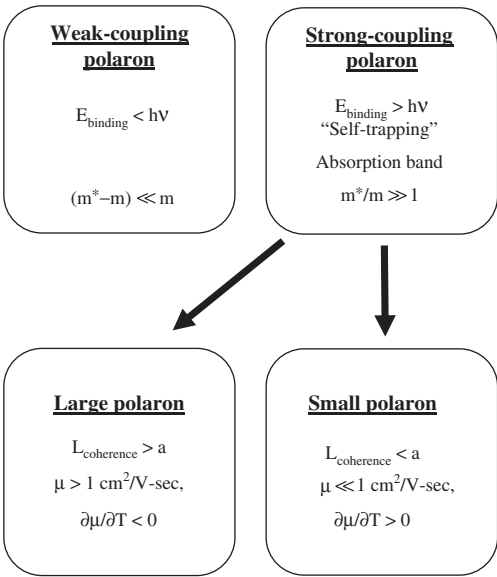 Weak-coupling
polaron
E_binding < hν
(m*−m) ≪ m
Strong-coupling
polaron
E_binding > hν
“Self-trapping”
Absorption band
m*/m ≫ 1
Large polaron
L_coherence > a
μ > 1 cm²/V-sec,
∂μ/∂T < 0
Small polaron
L_coherence < a
μ ≪ 1 cm²/V-sec,
∂μ/∂T > 0